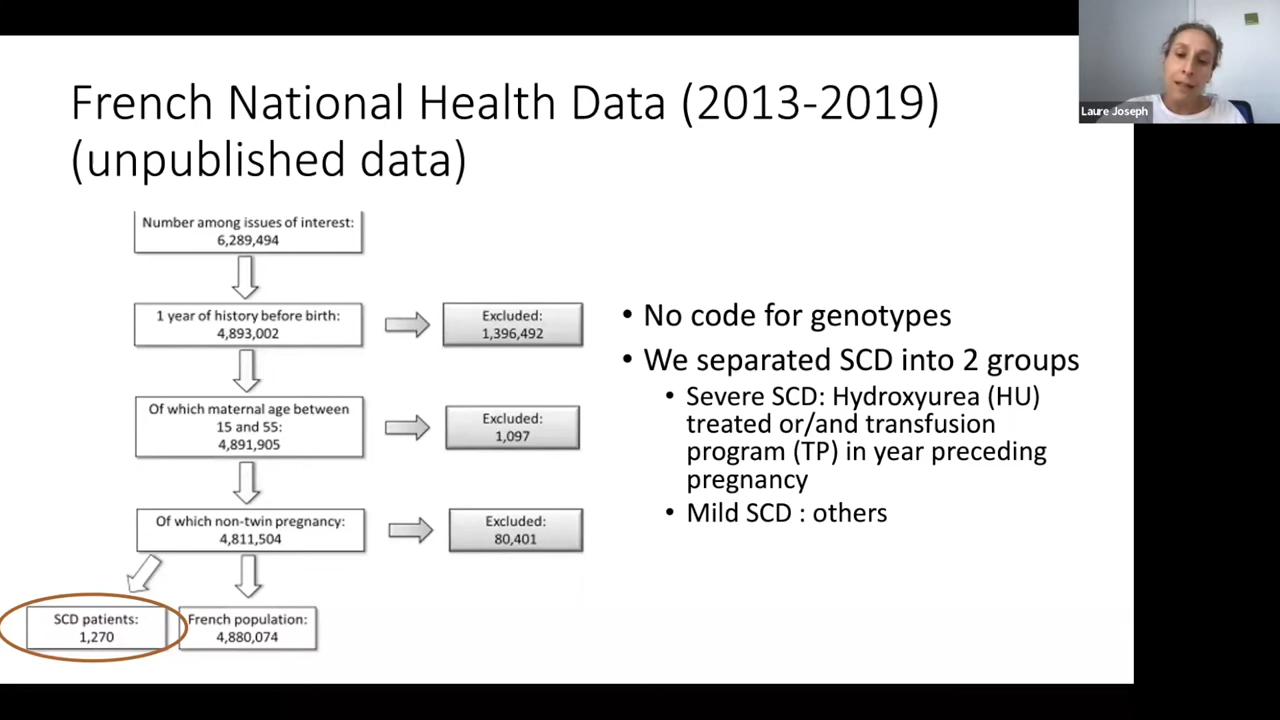 French National Health Data (2013-2019)
(unpublished data)
Laure Joseph
Number among issues of interest:
6,289,494
1 year of history before birth:
4,893,002
Excluded:
1,396,492
Of which maternal age between
15 and 55:
4,891,905
Excluded:
1,097
Of which non-twin pregnancy:
4,811,504
Excluded:
80,401
SCD patients:
1,270
French population:
4,880,074
• No code for genotypes
• We separated SCD into 2 groups
• Severe SCD: Hydroxyurea (HU)
treated or/and transfusion
program (TP) in year preceding
pregnancy
• Mild SCD : others